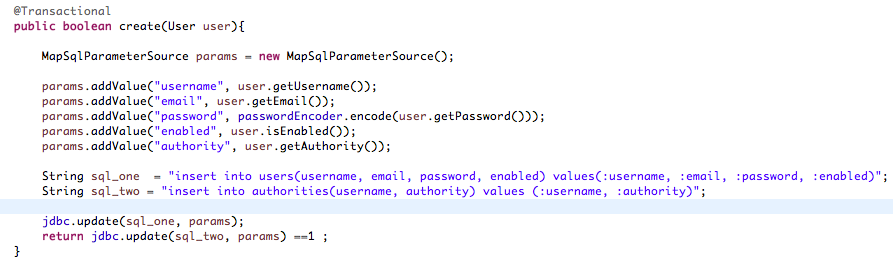 @Transactional
public boolean create(User user){
MapSqlParameterSource params = new MapSqlParameterSource();
params.addValue("username", user.getUsername());
params.addValue("email", user.getEmail());
params.addValue("password", passwordEncoder.encode(user.getPassword()));
params.addValue("enabled", user.isEnabled());
params.addValue("authority", user.getAuthority());
String sql_one  = "insert into users(username, email, password, enabled) values(:username, :email, :password, :enabled)";
String sql_two = "insert into authorities(username, authority) values (:username, :authority)";
jdbc.update(sql_one, params);
return jdbc.update(sql_two, params) ==1 ;
}